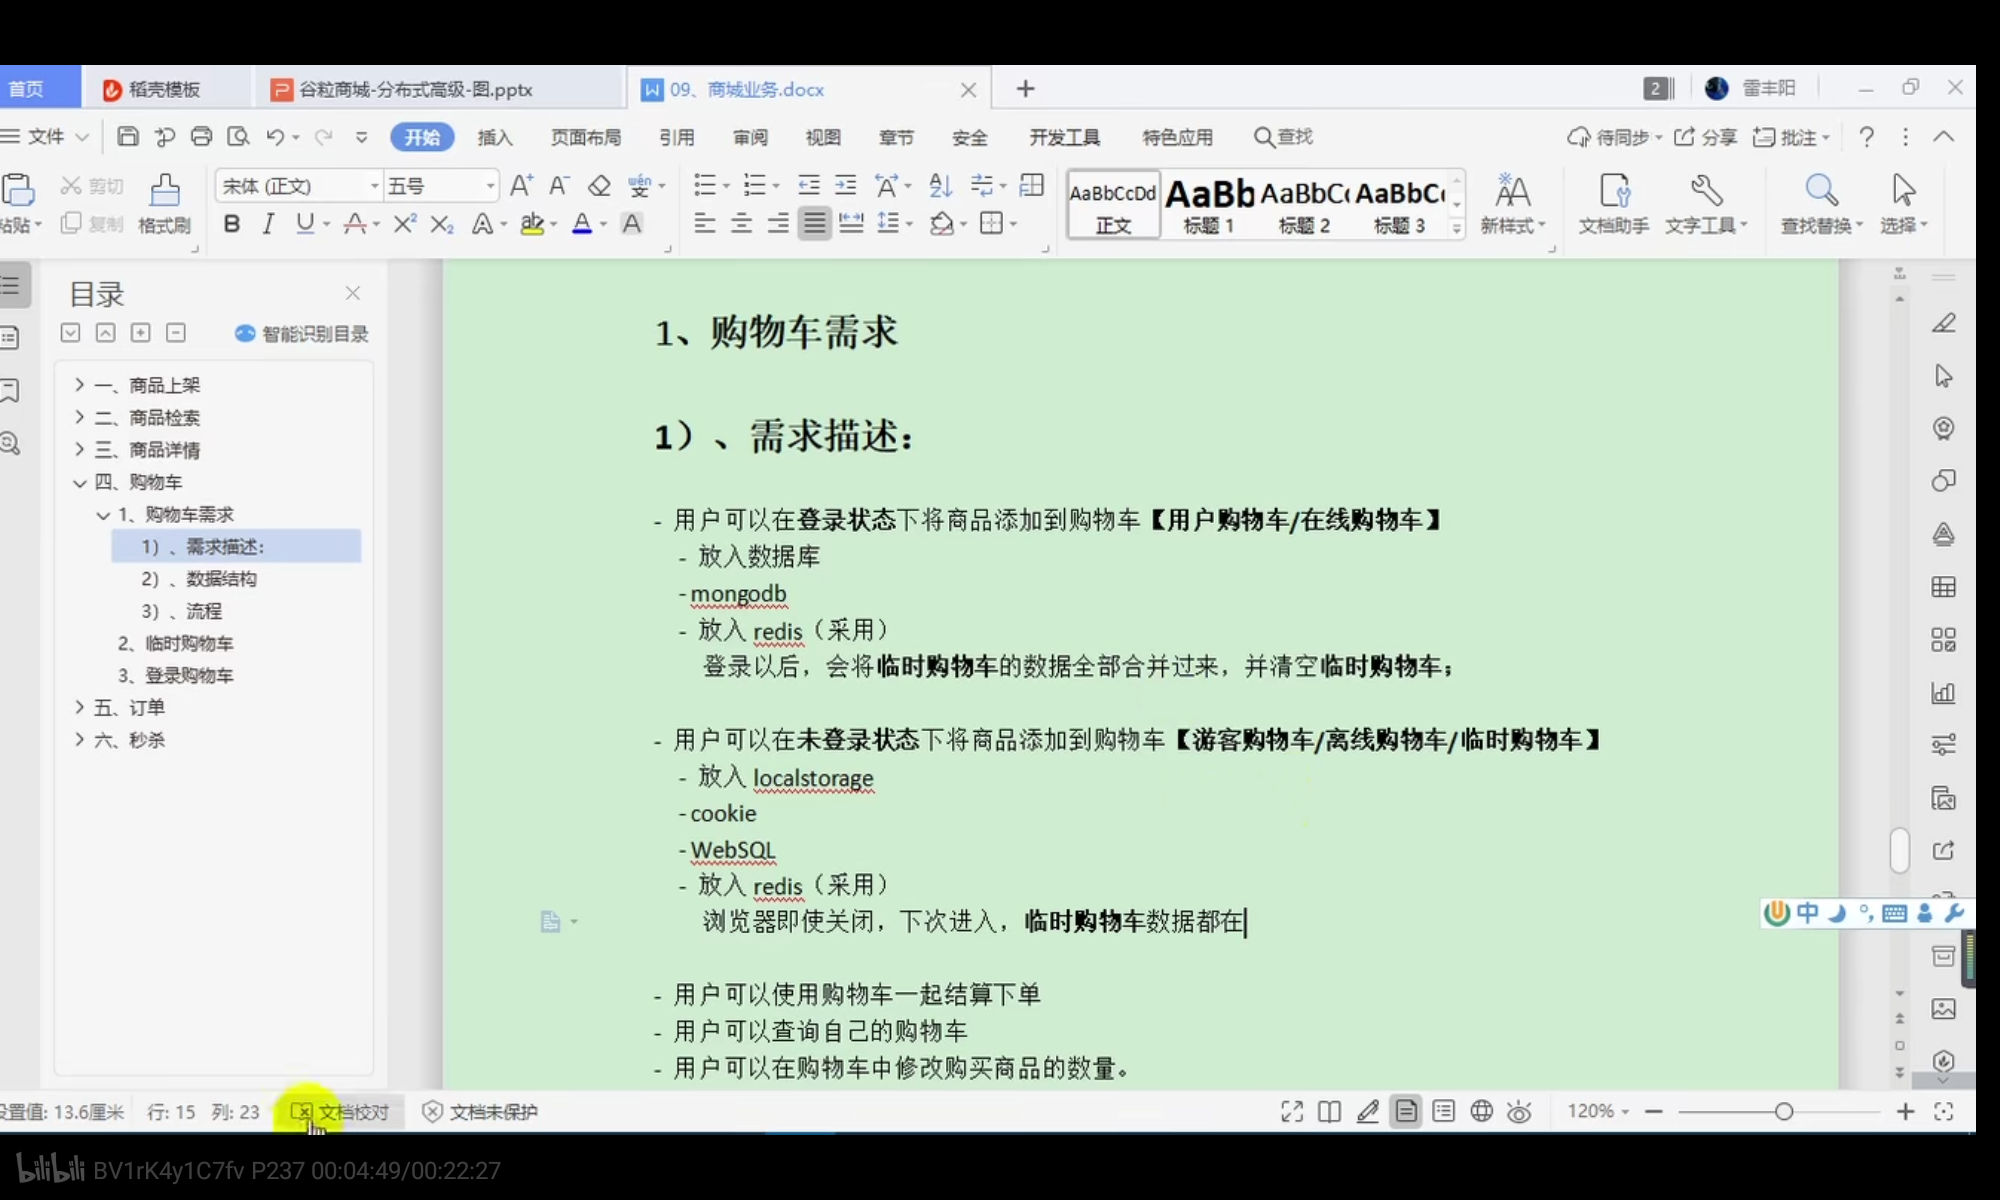 首页
稻壳模板
谷粒商城-分布式高级-图.pptx
09、商城业务.docx
2
雷丰阳
文件
开始
插入
页面布局
引用
审阅
视图
章节
安全
开发工具
特色应用
查找
待同步
分享
批注
粘贴
剪切
复制
格式刷
宋体 (正文)
五号
AaBbCcDd
正文
AaBb
标题 1
AaBbC
标题 2
AaBbC
标题 3
新样式
文档助手
文字工具
查找替换
选择
目录
智能识别目录
一、商品上架
二、商品检索
三、商品详情
四、购物车
1、购物车需求
1）、需求描述：
2）、数据结构
3）、流程
2、临时购物车
3、登录购物车
五、订单
六、秒杀
1、购物车需求
1）、需求描述：
- 用户可以在登录状态下将商品添加到购物车【用户购物车/在线购物车】
- 放入数据库
- mongodb
- 放入 redis（采用）
登录以后，会将临时购物车的数据全部合并过来，并清空临时购物车；
- 用户可以在未登录状态下将商品添加到购物车【游客购物车/离线购物车/临时购物车】
- 放入 localstorage
- cookie
- WebSQL
- 放入 redis（采用）
浏览器即使关闭，下次进入，临时购物车数据都在
- 用户可以使用购物车一起结算下单
- 用户可以查询自己的购物车
- 用户可以在购物车中修改购买商品的数量。
中
设置值: 13.6厘米
行: 15
列: 23
文档校对
文档未保护
120%
bilibili BV1rK4y1C7fv P237 00:04:49/00:22:27